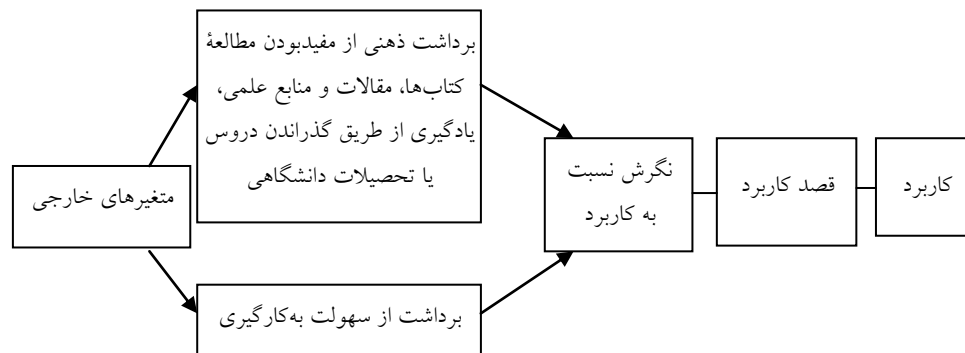 متغیرهای خارجی
برداشت ذهنی از مفیدبودن مطالعۀ
کتاب‌ها، مقالات و منابع علمی،
یادگیری از طریق گذراندن دروس
یا تحصیلات دانشگاهی
برداشت از سهولت به‌کارگیری
نگرش نسبت
به کاربرد
قصد کاربرد
کاربرد